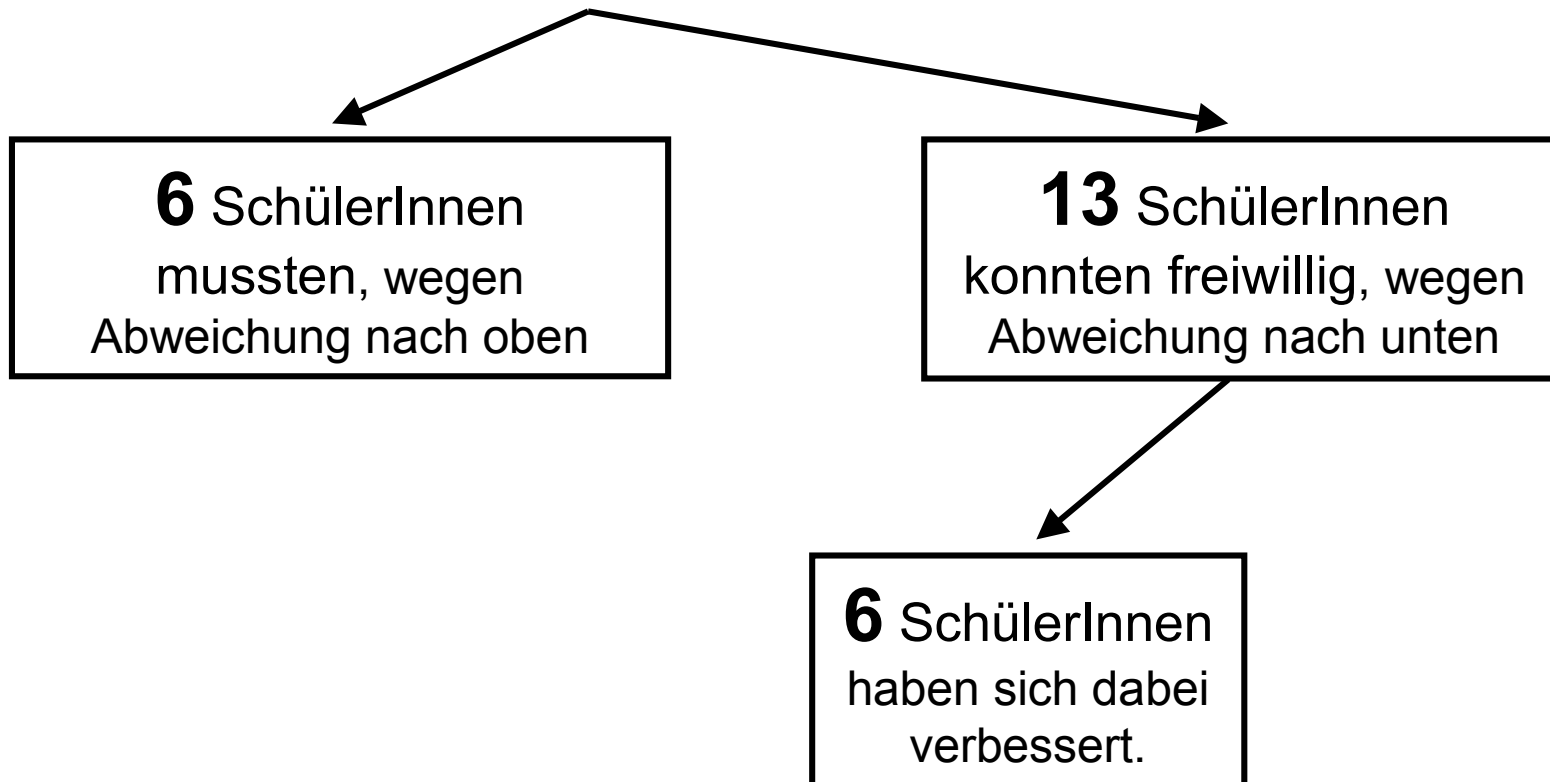 6 SchülerInnen
mussten, wegen
Abweichung nach oben
13 SchülerInnen
konnten freiwillig, wegen
Abweichung nach unten
6 SchülerInnen
haben sich dabei
verbessert.